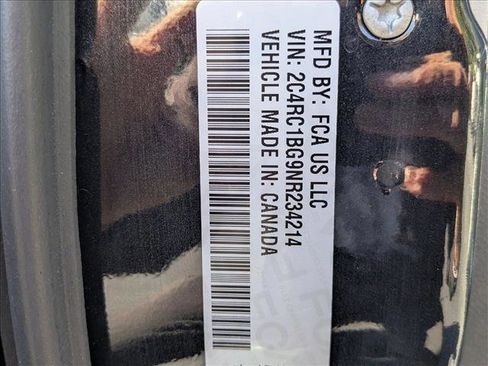 MFD BY: FCA US LLC
VIN: 2C4RC1BG9NR234214
VEHICLE MADE IN: CANADA